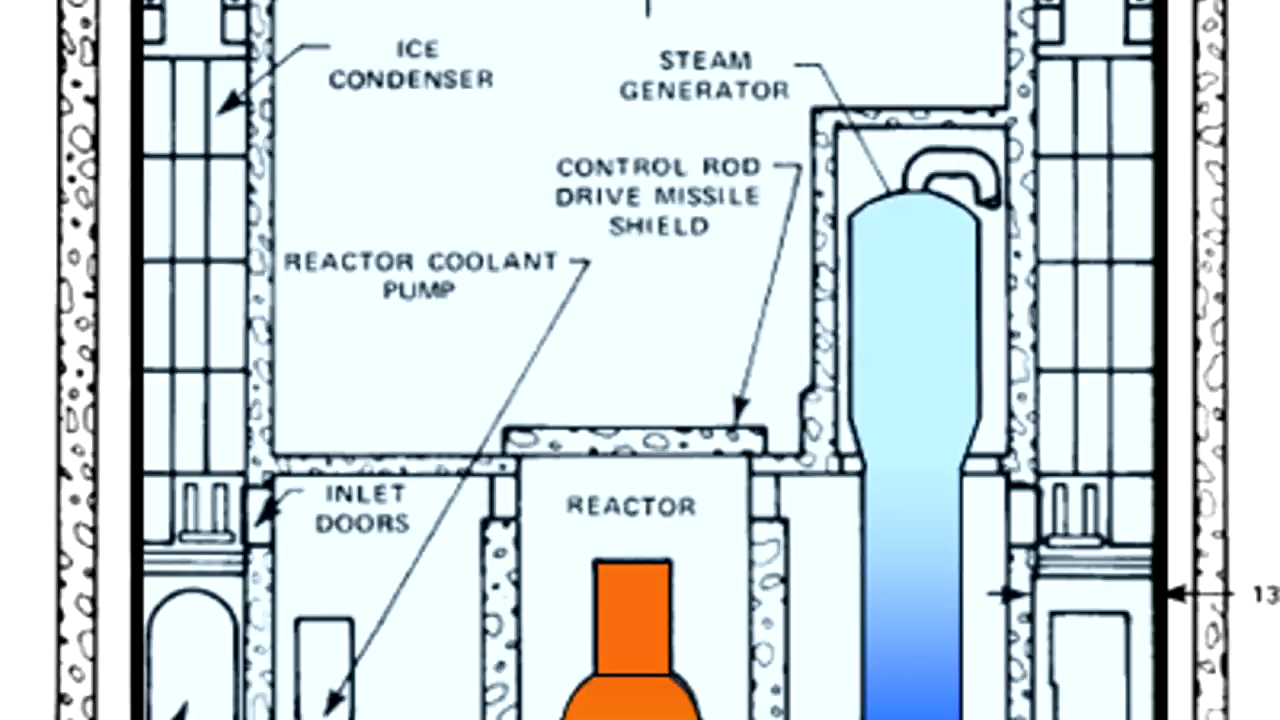 ICE
CONDENSER
STEAM
GENERATOR
CONTROL ROD
DRIVE MISSILE
SHIELD
REACTOR COOLANT
PUMP
INLET
DOORS
REACTOR
13